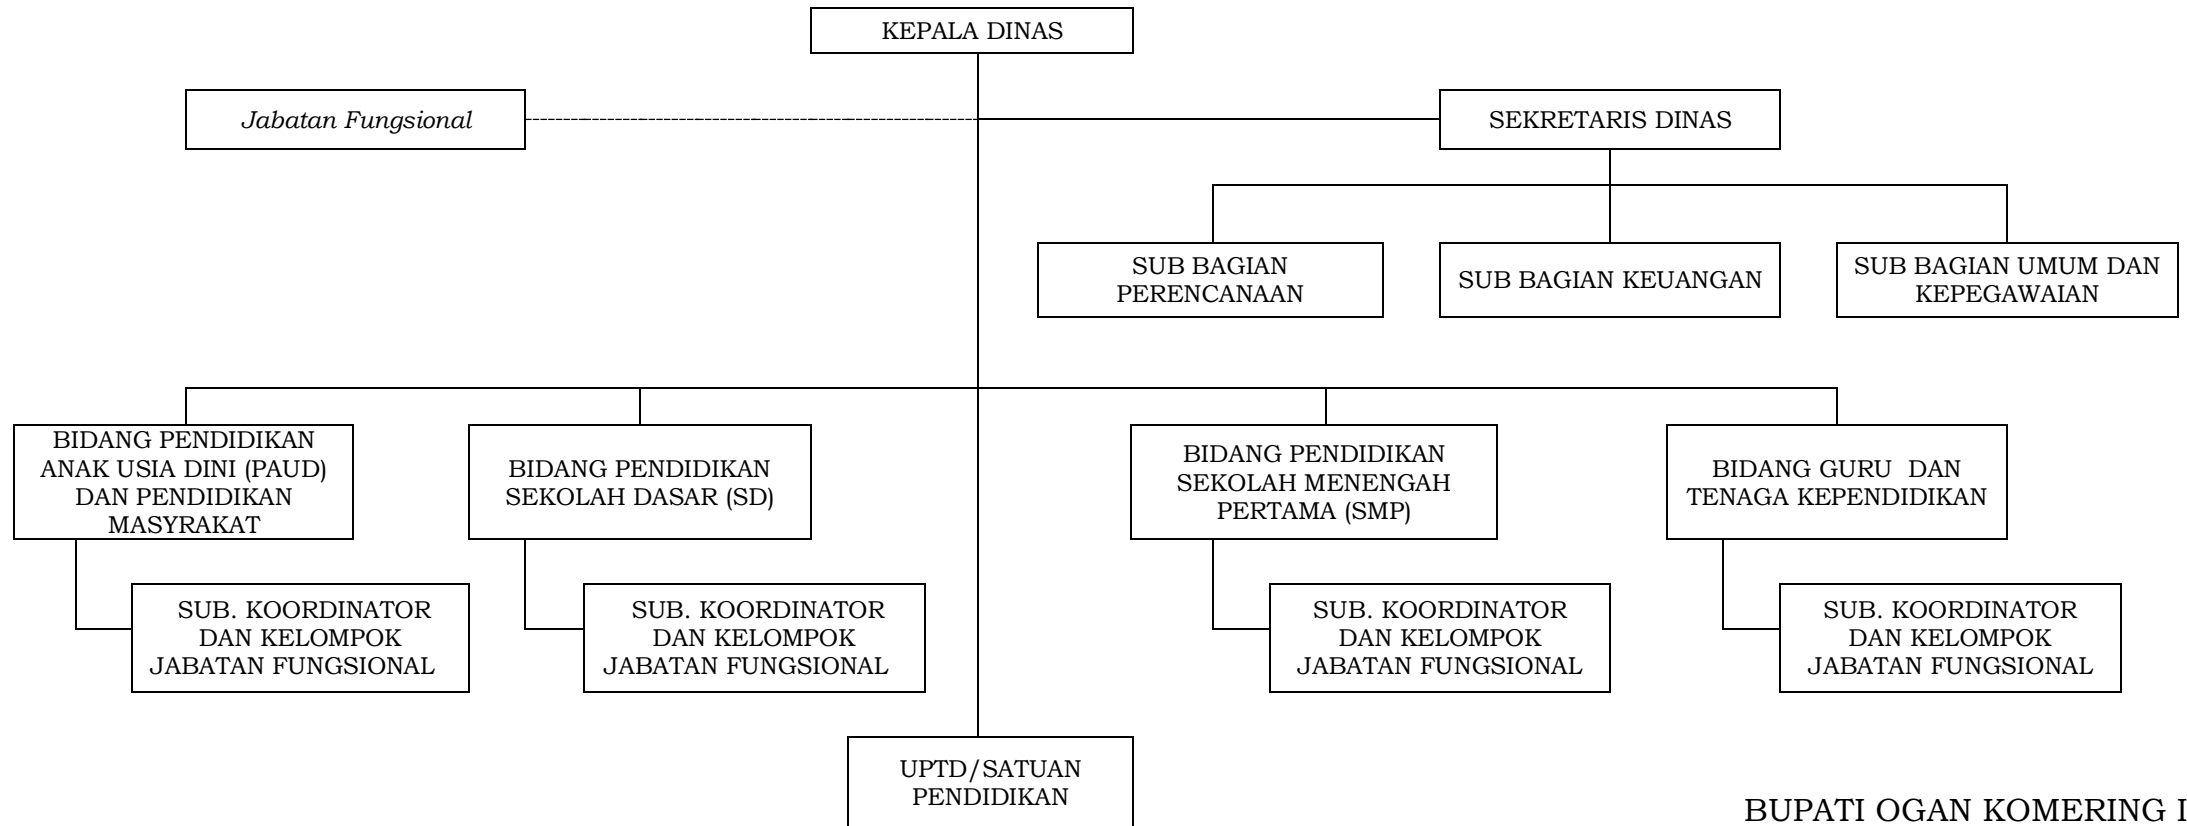 KEPALA DINAS
Jabatan Fungsional
SEKRETARIS DINAS
SUB BAGIAN
PERENCANAAN
SUB BAGIAN KEUANGAN
SUB BAGIAN UMUM DAN
KEPEGAWAIAN
BIDANG PENDIDIKAN
ANAK USIA DINI (PAUD)
DAN PENDIDIKAN
MASYRAKAT
BIDANG PENDIDIKAN
SEKOLAH DASAR (SD)
BIDANG PENDIDIKAN
SEKOLAH MENENGAH
PERTAMA (SMP)
BIDANG GURU  DAN
TENAGA KEPENDIDIKAN
SUB. KOORDINATOR
DAN KELOMPOK
JABATAN FUNGSIONAL
SUB. KOORDINATOR
DAN KELOMPOK
JABATAN FUNGSIONAL
SUB. KOORDINATOR
DAN KELOMPOK
JABATAN FUNGSIONAL
SUB. KOORDINATOR
DAN KELOMPOK
JABATAN FUNGSIONAL
UPTD/SATUAN
PENDIDIKAN
BUPATI OGAN KOMERING I